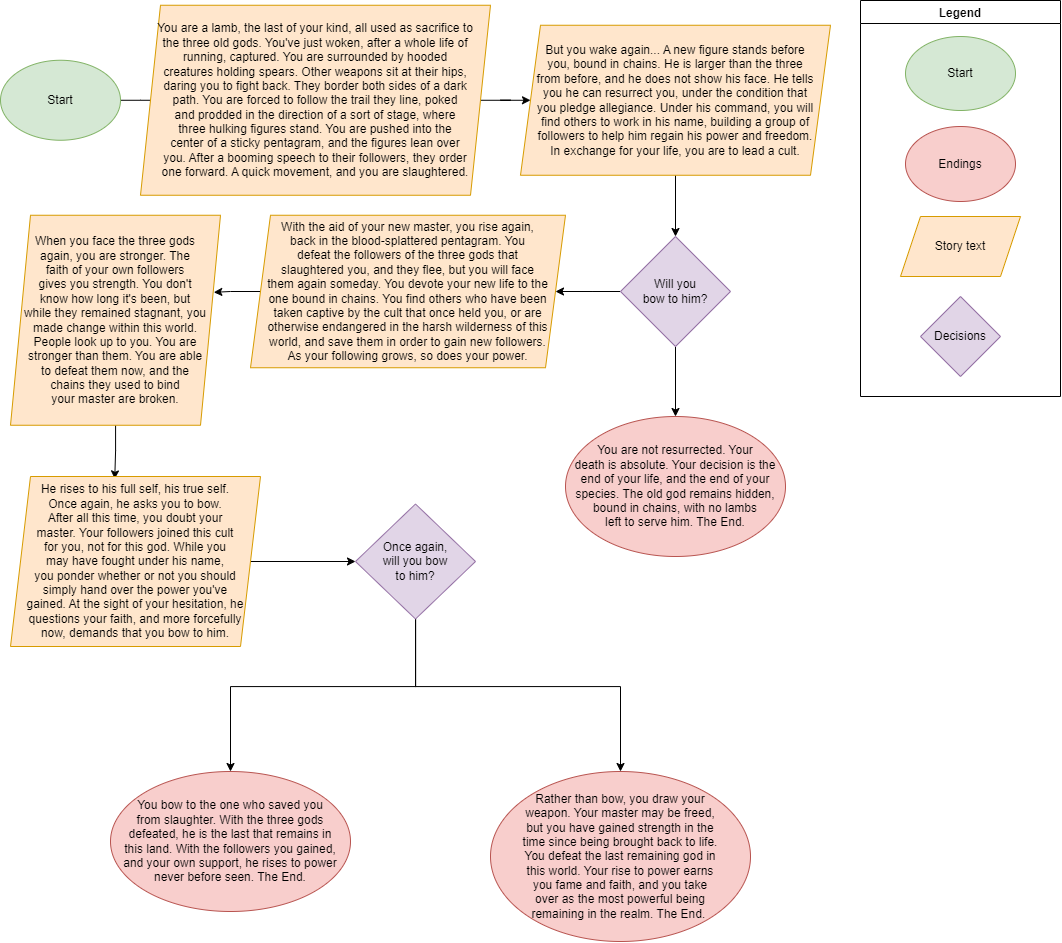 Start
You are a lamb, the last of your kind, all used as sacrifice to
the three old gods. You've just woken, after a whole life of
running, captured. You are surrounded by hooded
creatures holding spears. Other weapons sit at their hips,
daring you to fight back. They border both sides of a dark
path. You are forced to follow the trail they line, poked
and prodded in the direction of a sort of stage, where
three hulking figures stand. You are pushed into the
center of a sticky pentagram, and the figures lean over
you. After a booming speech to their followers, they order
one forward. A quick movement, and you are slaughtered.
But you wake again... A new figure stands before
you, bound in chains. He is larger than the three
from before, and he does not show his face. He tells
you he can resurrect you, under the condition that
you pledge allegiance. Under his command, you will
find others to work in his name, building a group of
followers to help him regain his power and freedom.
In exchange for your life, you are to lead a cult.
Legend
Start
Endings
Story text
Decisions
Will you
bow to him?
With the aid of your new master, you rise again,
back in the blood-splattered pentagram. You
defeat the followers of the three gods that
slaughtered you, and they flee, but you will face
them again someday. You devote your new life to
the one bound in chains. You find others who have been
taken captive by the cult that once held you, or are
otherwise endangered in the harsh wilderness of this
world, and save them in order to gain new followers.
As your following grows, so does your power.
When you face the three gods
again, you are stronger. The
faith of your own followers
gives you strength. You don't
know how long it's been, but
while they remained stagnant, you
made change within this world.
People look up to you. You are
stronger than them. You are able
to defeat them now, and the
chains they used to bind
your master are broken.
You are not resurrected. Your
death is absolute. Your decision is the
end of your life, and the end of your
species. The old god remains hidden,
bound in chains, with no lambs
left to serve him. The End.
He rises to his full self, his true self.
Once again, he asks you to bow.
After all this time, you doubt your
master. Your followers joined this cult
for you, not for this god. While you
may have fought under his name,
you ponder whether or not you should
simply hand over the power you've
gained. At the sight of your hesitation, he
questions your faith, and more forcefully
now, demands that you bow to him.
Once again,
will you bow
to him?
You bow to the one who saved you
from slaughter. With the three gods
defeated, he is the last that remains in
this land. With the followers you gained,
and your own support, he rises to power
never before seen. The End.
Rather than bow, you draw your
weapon. Your master may be freed,
but you have gained strength in the
time since being brought back to life.
You defeat the last remaining god in
this world. Your rise to power earns
you fame and faith, and you take
over as the most powerful being
remaining in the realm. The End.